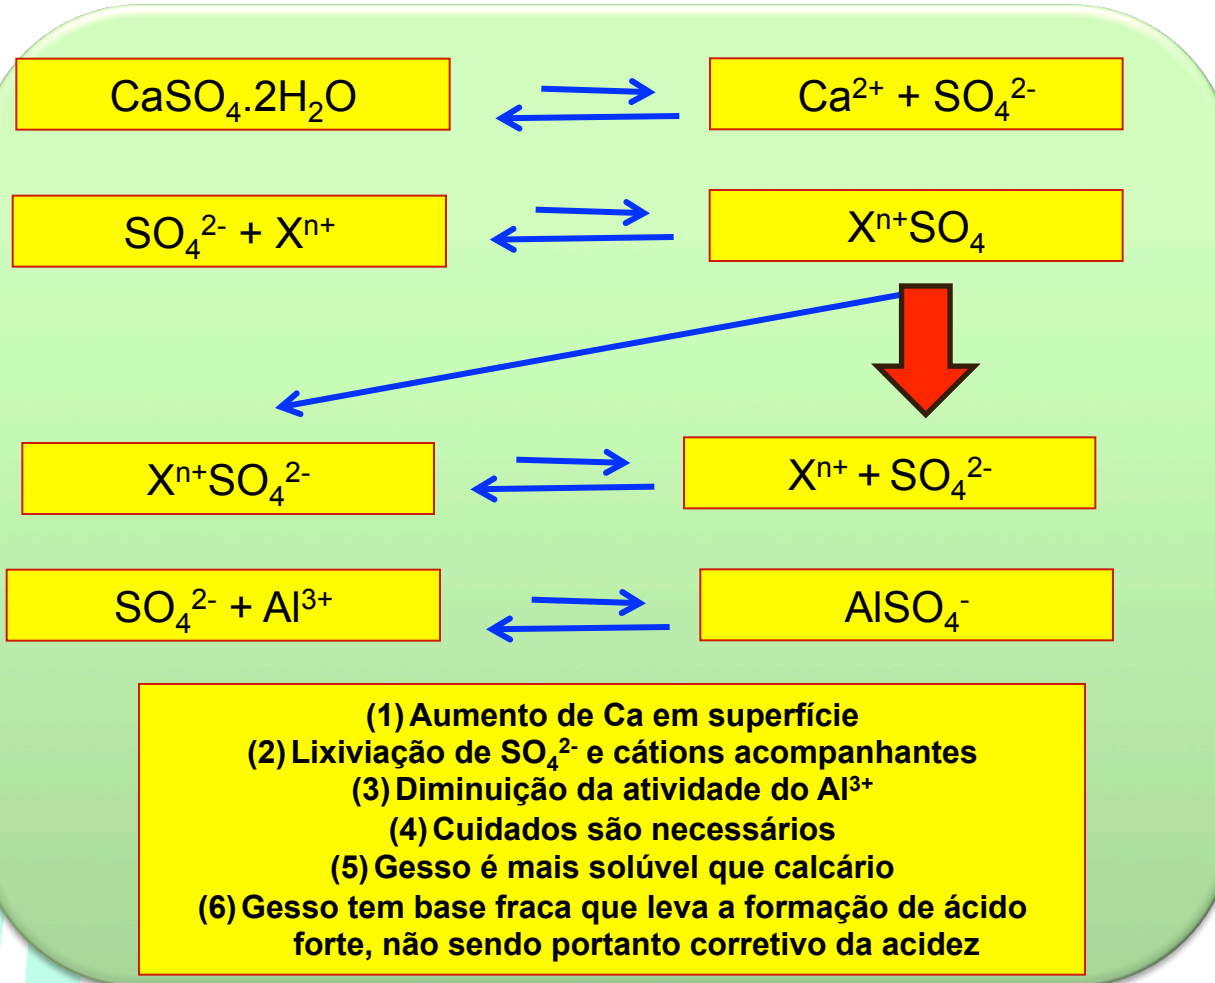 CaSO₄.2H₂O
Ca²⁺ + SO₄²⁻
SO₄²⁻ + Xⁿ⁺
Xⁿ⁺SO₄
Xⁿ⁺SO₄²⁻
Xⁿ⁺ + SO₄²⁻
SO₄²⁻ + Al³⁺
AlSO₄⁻
(1) Aumento de Ca em superfície
(2) Lixiviação de SO₄²⁻ e cátions acompanhantes
(3) Diminuição da atividade do Al³⁺
(4) Cuidados são necessários
(5) Gesso é mais solúvel que calcário
(6) Gesso tem base fraca que leva a formação de ácido
forte, não sendo portanto corretivo da acidez